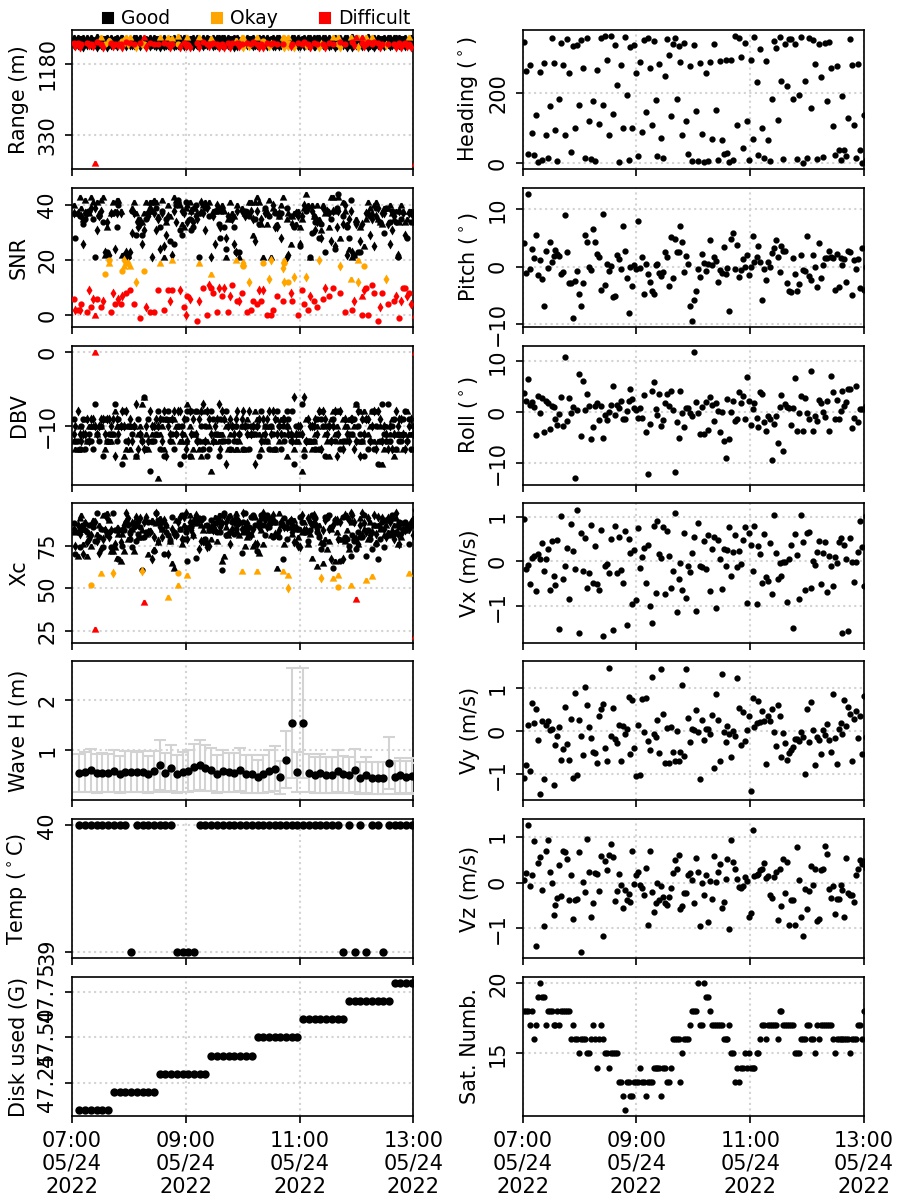 Good Okay Difficult
Range (m)
1180
330
Heading (°)
200
0
SNR
40
20
0
Pitch (°)
10
0
−10
DBV
0
−10
Roll (°)
10
0
−10
Xc
75
50
25
Vx (m/s)
1
0
−1
Wave H (m)
2
1
Vy (m/s)
1
0
−1
Temp (°C)
40
39
Vz (m/s)
1
0
−1
Disk used (G)
47.75
47.50
47.25
Sat. Numb.
20
15
07:00 09:00 11:00 13:00
05/24 05/24 05/24 05/24
2022 2022 2022 2022
07:00 09:00 11:00 13:00
05/24 05/24 05/24 05/24
2022 2022 2022 2022